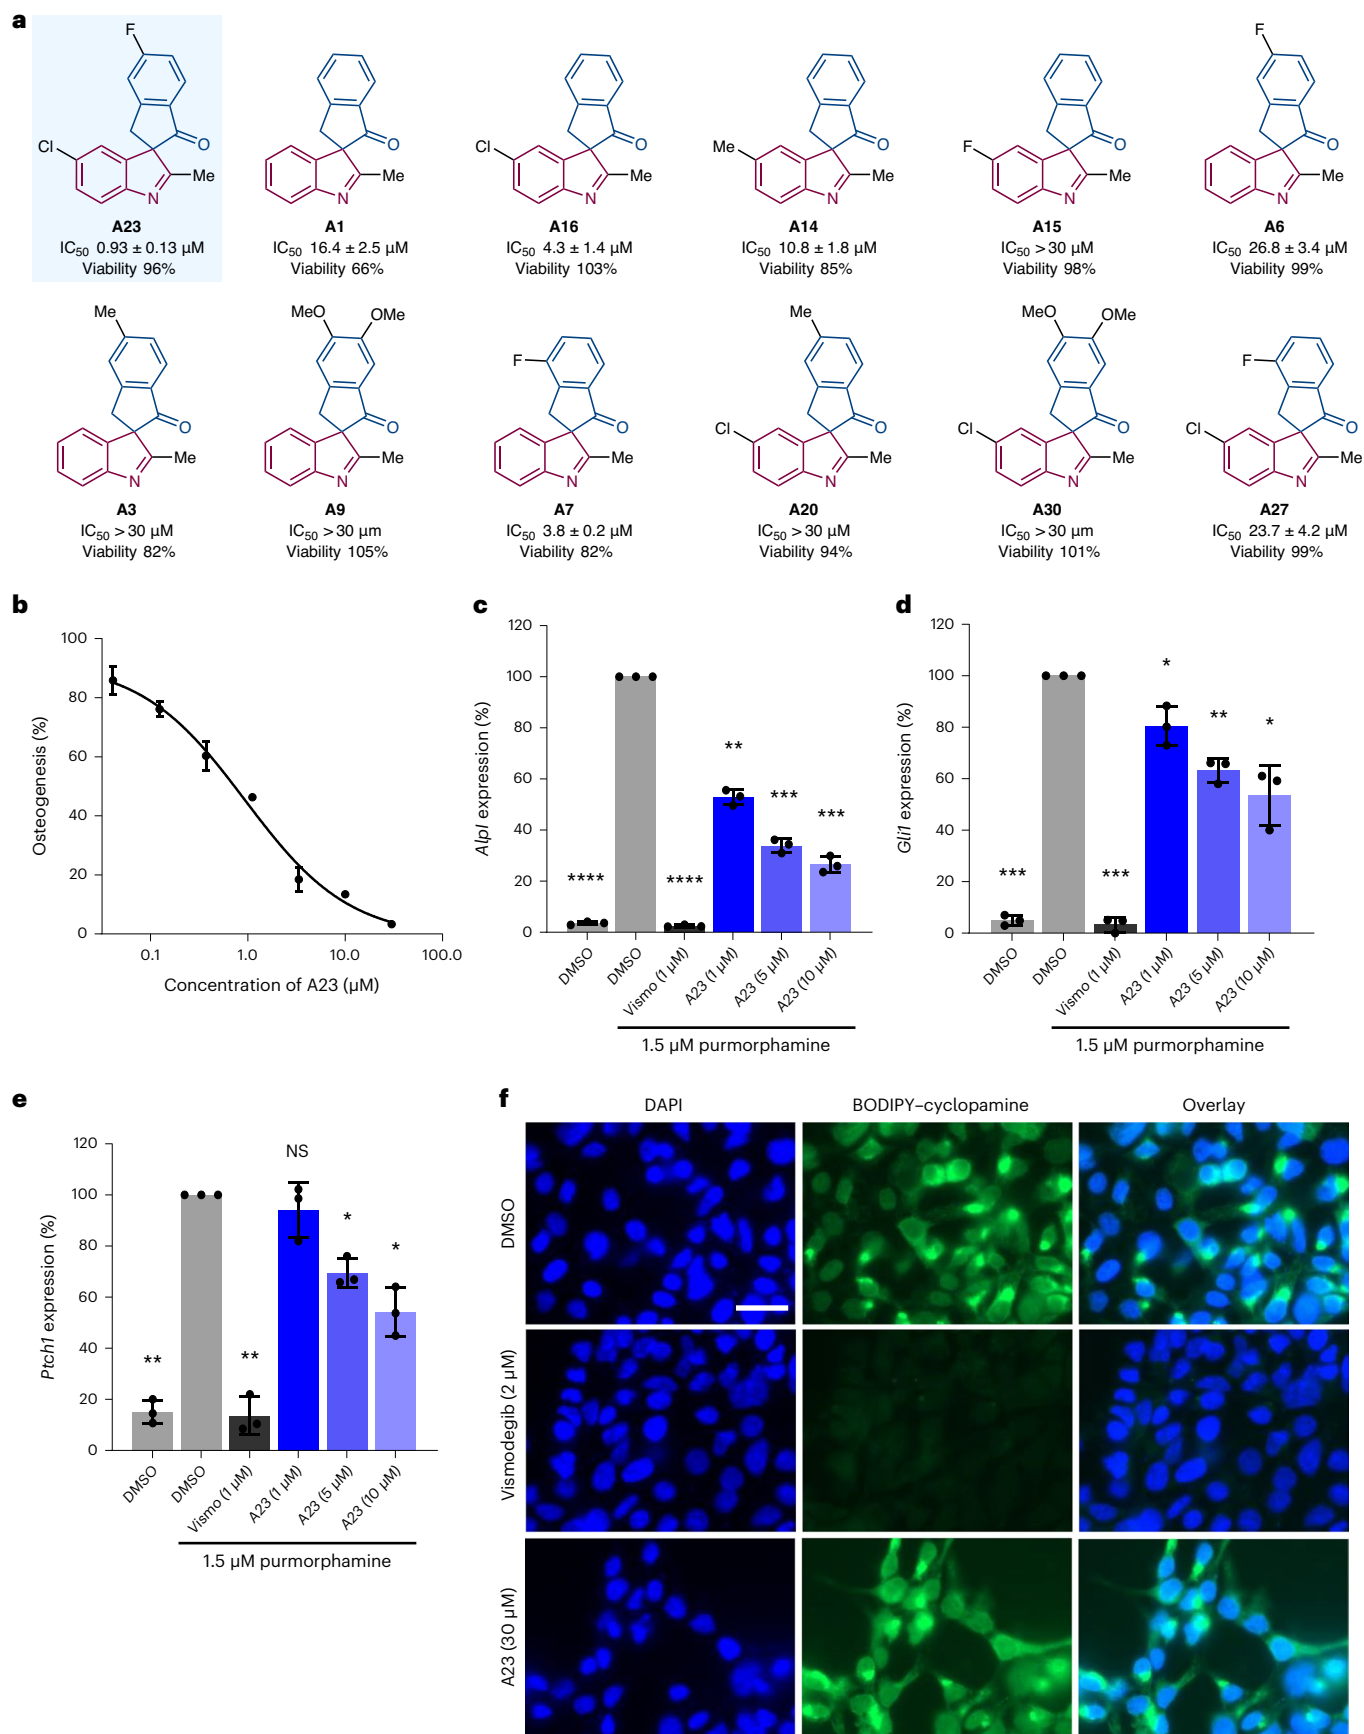 a
F
O
Cl
Me
N
A23
IC50 0.93 ± 0.13 µM
Viability 96%
O
Me
N
A1
IC50 16.4 ± 2.5 µM
Viability 66%
O
Cl
Me
N
A16
IC50 4.3 ± 1.4 µM
Viability 103%
O
Me
Me
N
A14
IC50 10.8 ± 1.8 µM
Viability 85%
O
F
Me
N
A15
IC50 > 30 µM
Viability 98%
F
O
Me
N
A6
IC50 26.8 ± 3.4 µM
Viability 99%
Me
O
Me
N
A3
IC50 > 30 µM
Viability 82%
MeO
OMe
O
Me
N
A9
IC50 > 30 µm
Viability 105%
F
O
Me
N
A7
IC50 3.8 ± 0.2 µM
Viability 82%
Me
O
Cl
Me
N
A20
IC50 > 30 µM
Viability 94%
MeO
OMe
O
Cl
Me
N
A30
IC50 > 30 µm
Viability 101%
F
O
Cl
Me
N
A27
IC50 23.7 ± 4.2 µM
Viability 99%
b
Osteogenesis (%)
100
80
60
40
20
0
0.1
1.0
10.0
100.0
Concentration of A23 (µM)
c
Alpl expression (%)
120
100
80
60
40
20
0
****
****
**
***
***
DMSO
DMSO
Vismo (1 µM)
A23 (1 µM)
A23 (5 µM)
A23 (10 µM)
1.5 µM purmorphamine
d
Gli1 expression (%)
120
100
80
60
40
20
0
***
***
*
**
*
DMSO
DMSO
Vismo (1 µM)
A23 (1 µM)
A23 (5 µM)
A23 (10 µM)
1.5 µM purmorphamine
e
Ptch1 expression (%)
120
100
80
60
40
20
0
**
**
NS
*
*
DMSO
DMSO
Vismo (1 µM)
A23 (1 µM)
A23 (5 µM)
A23 (10 µM)
1.5 µM purmorphamine
f
DAPI
BODIPY–cyclopamine
Overlay
DMSO
Vismodegib (2 µM)
A23 (30 µM)